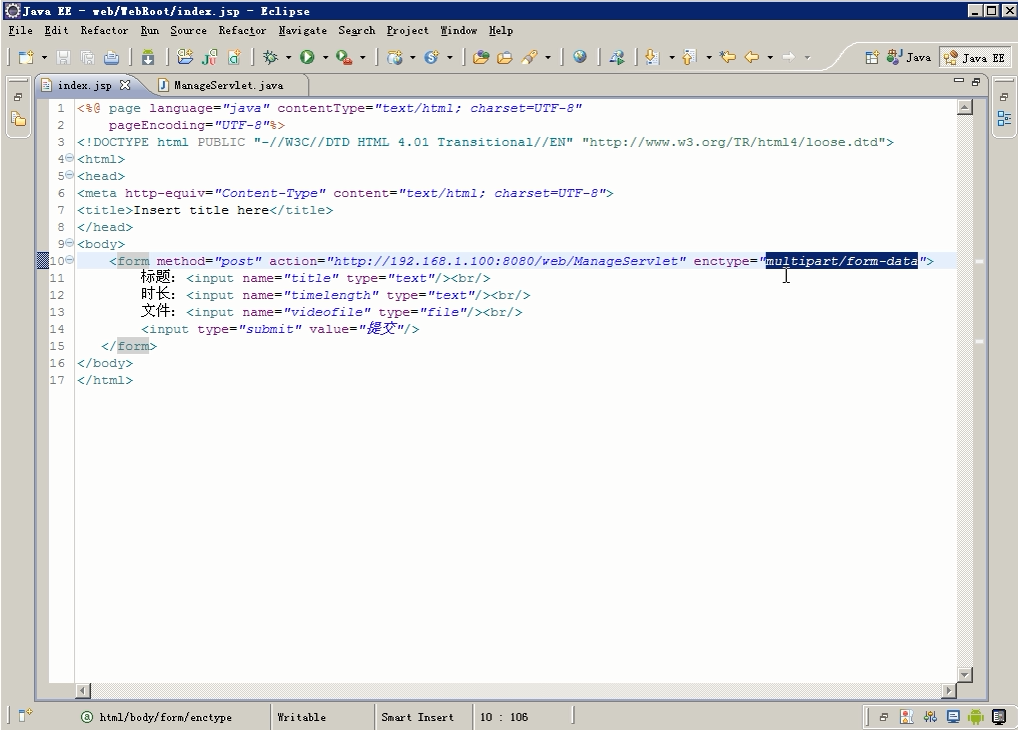 Java EE - web/WebRoot/index.jsp - Eclipse
File Edit Refactor Run Source Refactor Navigate Search Project Window Help
Java Java EE
index.jsp ManageServlet.java
1 <%@ page language="java" contentType="text/html; charset=UTF-8"
2 pageEncoding="UTF-8"%>
3 <!DOCTYPE html PUBLIC "-//W3C//DTD HTML 4.01 Transitional//EN" "http://www.w3.org/TR/html4/loose.dtd">
4 <html>
5 <head>
6 <meta http-equiv="Content-Type" content="text/html; charset=UTF-8">
7 <title>Insert title here</title>
8 </head>
9 <body>
10 <form method="post" action="http://192.168.1.100:8080/web/ManageServlet" enctype="multipart/form-data">
11 标题: <input name="title" type="text"/><br/>
12 时长: <input name="timelength" type="text"/><br/>
13 文件: <input name="videofile" type="file"/><br/>
14 <input type="submit" value="提交"/>
15 </form>
16 </body>
17 </html>
html/body/form/enctype Writable Smart Insert 10 : 106